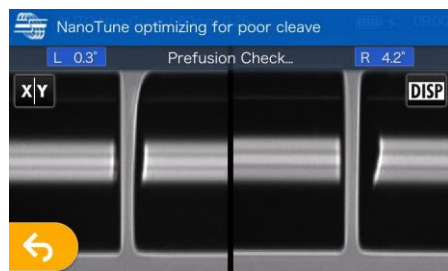 NanoTune optimizing for poor cleave
L 0.3°
Prefusion Check...
R 4.2°
X|Y
DISP